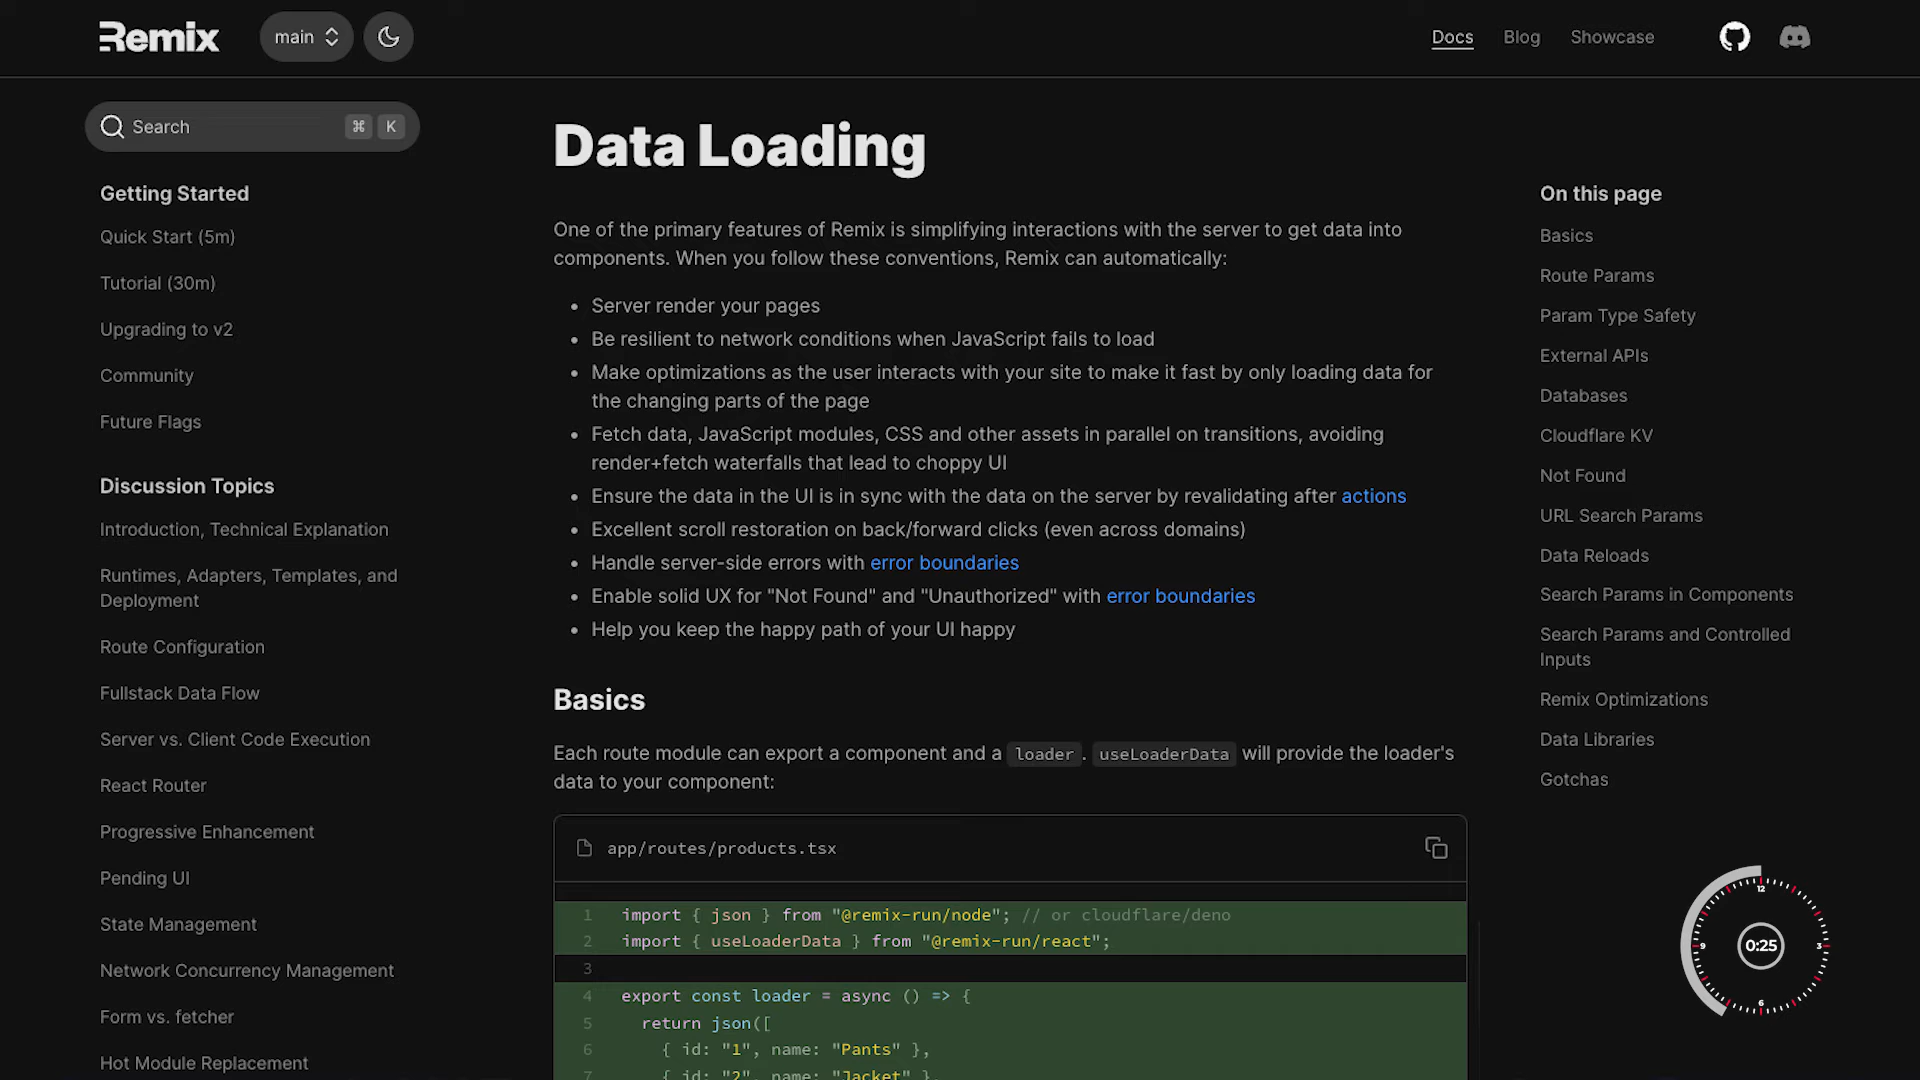 Remix
main
Docs
Blog
Showcase
Search
⌘ K
Getting Started
Quick Start (5m)
Tutorial (30m)
Upgrading to v2
Community
Future Flags
Discussion Topics
Introduction, Technical Explanation
Runtimes, Adapters, Templates, and
Deployment
Route Configuration
Fullstack Data Flow
Server vs. Client Code Execution
React Router
Progressive Enhancement
Pending UI
State Management
Network Concurrency Management
Form vs. fetcher
Hot Module Replacement
Data Loading
One of the primary features of Remix is simplifying interactions with the server to get data into
components. When you follow these conventions, Remix can automatically:
• Server render your pages
• Be resilient to network conditions when JavaScript fails to load
• Make optimizations as the user interacts with your site to make it fast by only loading data for
the changing parts of the page
• Fetch data, JavaScript modules, CSS and other assets in parallel on transitions, avoiding
render+fetch waterfalls that lead to choppy UI
• Ensure the data in the UI is in sync with the data on the server by revalidating after actions
• Excellent scroll restoration on back/forward clicks (even across domains)
• Handle server-side errors with error boundaries
• Enable solid UX for "Not Found" and "Unauthorized" with error boundaries
• Help you keep the happy path of your UI happy
Basics
Each route module can export a component and a loader. useLoaderData will provide the loader's
data to your component:
app/routes/products.tsx
1 import { json } from "@remix-run/node"; // or cloudflare/deno
2 import { useLoaderData } from "@remix-run/react";
3
4 export const loader = async () => {
5 return json([
6 { id: "1", name: "Pants" },
7 { id: "2", name: "Jacket" },
On this page
Basics
Route Params
Param Type Safety
External APIs
Databases
Cloudflare KV
Not Found
URL Search Params
Data Reloads
Search Params in Components
Search Params and Controlled
Inputs
Remix Optimizations
Data Libraries
Gotchas
12
9
0:25
3
6